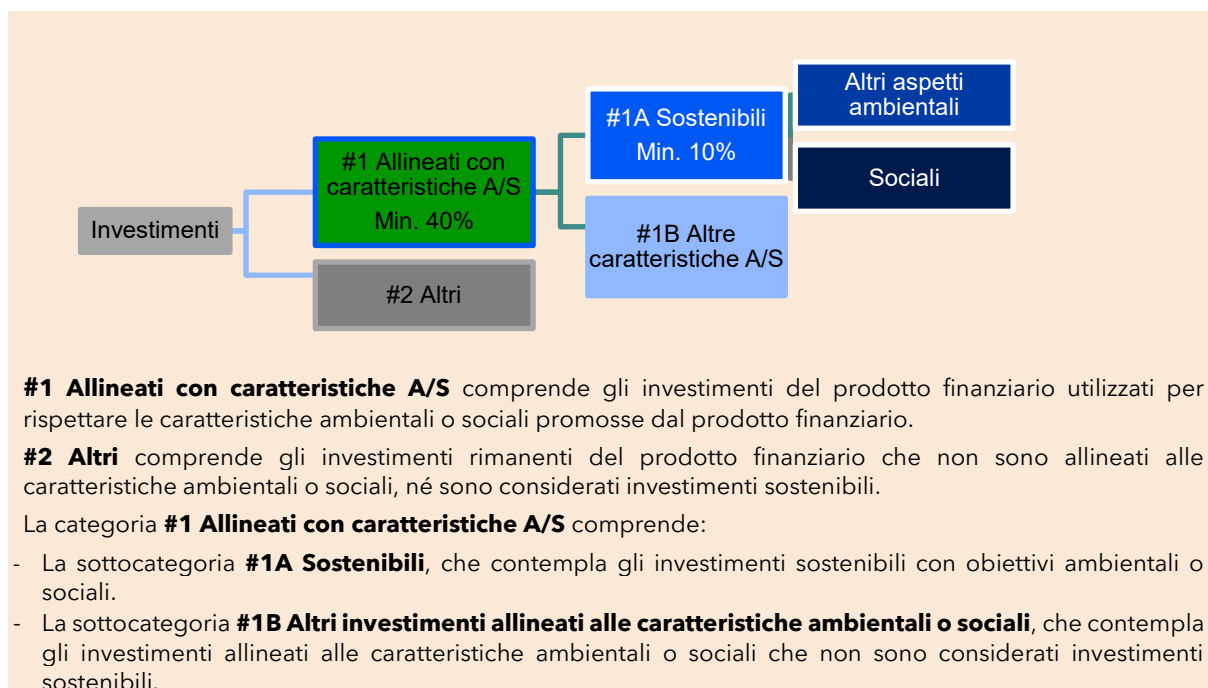 Altri aspetti
ambientali
#1A Sostenibili
Min. 10%
#1 Allineati con
caratteristiche A/S
Min. 40%
Sociali
Investimenti
#1B Altre
caratteristiche A/S
#2 Altri
#1 Allineati con caratteristiche A/S comprende gli investimenti del prodotto finanziario utilizzati per
rispettare le caratteristiche ambientali o sociali promosse dal prodotto finanziario.
#2 Altri comprende gli investimenti rimanenti del prodotto finanziario che non sono allineati alle
caratteristiche ambientali o sociali, né sono considerati investimenti sostenibili.
La categoria #1 Allineati con caratteristiche A/S comprende:
- La sottocategoria #1A Sostenibili, che contempla gli investimenti sostenibili con obiettivi ambientali o
sociali.
- La sottocategoria #1B Altri investimenti allineati alle caratteristiche ambientali o sociali, che contempla
gli investimenti allineati alle caratteristiche ambientali o sociali che non sono considerati investimenti
sostenibili.